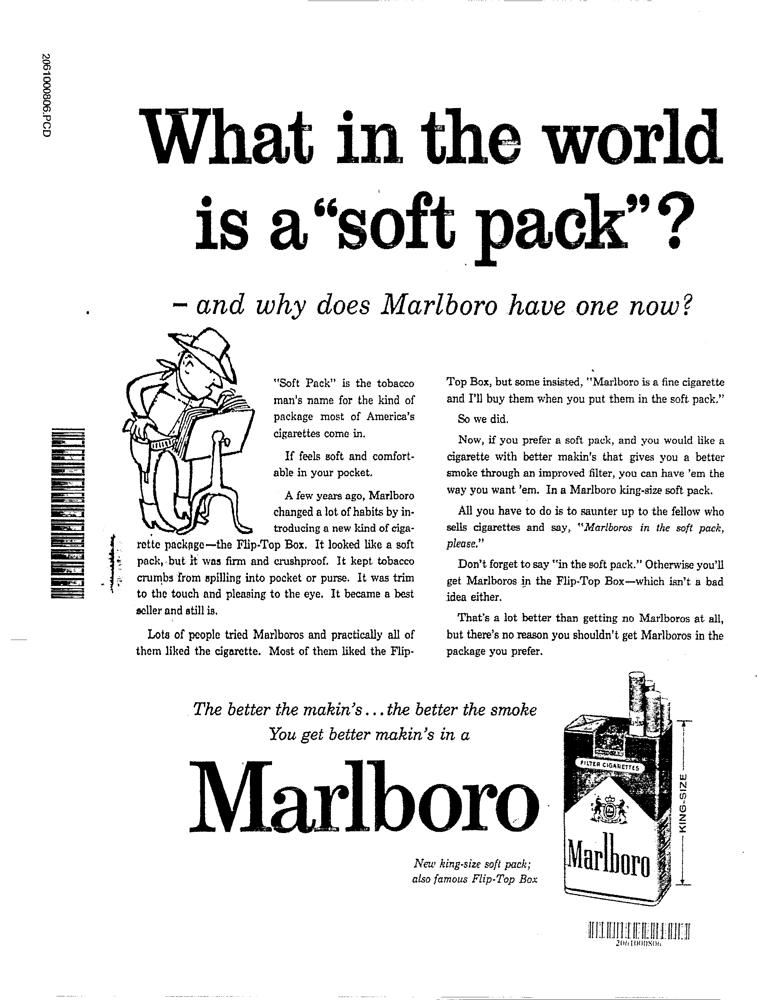 2061000806.PCD
What in the world
is a “soft pack”?
– and why does Marlboro have one now?
"Soft Pack" is the tobacco
man's name for the kind of
package most of America's
cigarettes come in.
If feels soft and comfort-
able in your pocket.
A few years ago, Marlboro
changed a lot of habits by in-
troducing a new kind of ciga-
rette package—the Flip-Top Box. It looked like a soft
pack, but it was firm and crushproof. It kept tobacco
crumbs from spilling into pocket or purse. It was trim
to the touch and pleasing to the eye. It became a best
seller and still is.
Lots of people tried Marlboros and practically all of
them liked the cigarette. Most of them liked the Flip-
Top Box, but some insisted, "Marlboro is a fine cigarette
and I'll buy them when you put them in the soft pack."
So we did.
Now, if you prefer a soft pack, and you would like a
cigarette with better makin's that gives you a better
smoke through an improved filter, you can have 'em the
way you want 'em. In a Marlboro king-size soft pack.
All you have to do is to saunter up to the fellow who
sells cigarettes and say, "Marlboros in the soft pack,
please."
Don't forget to say "in the soft pack." Otherwise you'll
get Marlboros in the Flip-Top Box—which isn't a bad
idea either.
That's a lot better than getting no Marlboros at all,
but there's no reason you shouldn't get Marlboros in the
package you prefer.
The better the makin's...the better the smoke
You get better makin's in a
Marlboro
New king-size soft pack;
also famous Flip-Top Box
FILTER CIGARETTES
Marlboro
KING-SIZE
2061000806